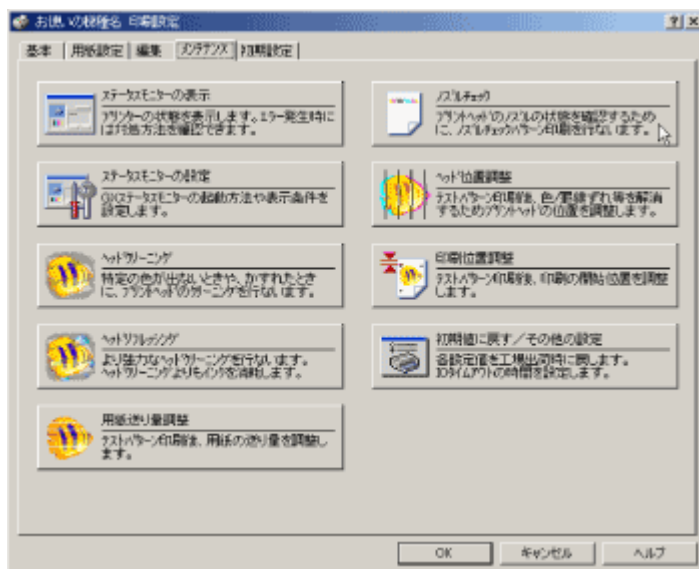 お使いの機種名 印刷設定
基本 用紙設定 編集 メンテナンス 初期設定
ステータスモニターの表示
プリンターの状態を表示します。エラー発生時に
は対処方法を確認できます。
ノズルチェック
プリントヘッドのノズルの状態を確認するため
に、ノズルチェックパターン印刷を行ないます。
ステータスモニターの設定
GXステータスモニターの起動方法や表示条件を
設定します。
ヘッド位置調整
テストパターン印刷後、色/罫線ずれ等を解消
するためプリントヘッドの位置を調整します。
ヘッドクリーニング
特定の色が出ないときや、かすれたとき
に、プリントヘッドのクリーニングを行ないます。
印刷位置調整
テストパターン印刷後、印刷の開始位置を調整
します。
ヘッドリフレッシング
より強力なヘッドクリーニングを行ないます。
ヘッドクリーニングよりもインクを消耗します。
初期値に戻す/その他の設定
各設定値を工場出荷時に戻します。
IOタイムアウトの時間を設定します。
用紙送り量調整
テストパターン印刷後、用紙の送り量を調整し
ます。
OK キャンセル ヘルプ